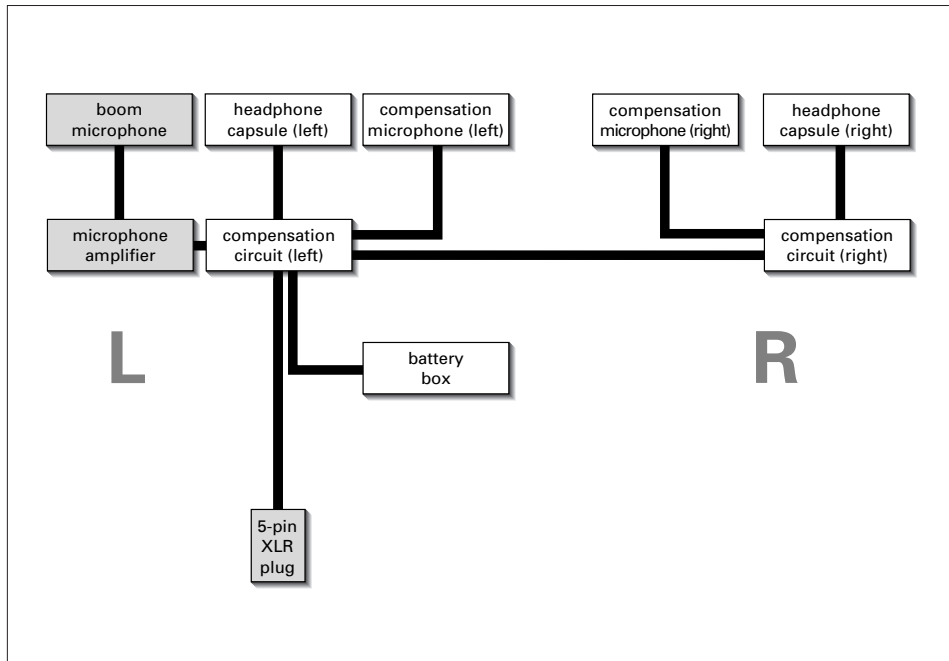 boom
microphone
headphone
capsule (left)
compensation
microphone (left)
compensation
microphone (right)
headphone
capsule (right)
microphone
amplifier
compensation
circuit (left)
compensation
circuit (right)
L
R
battery
box
5-pin
XLR
plug